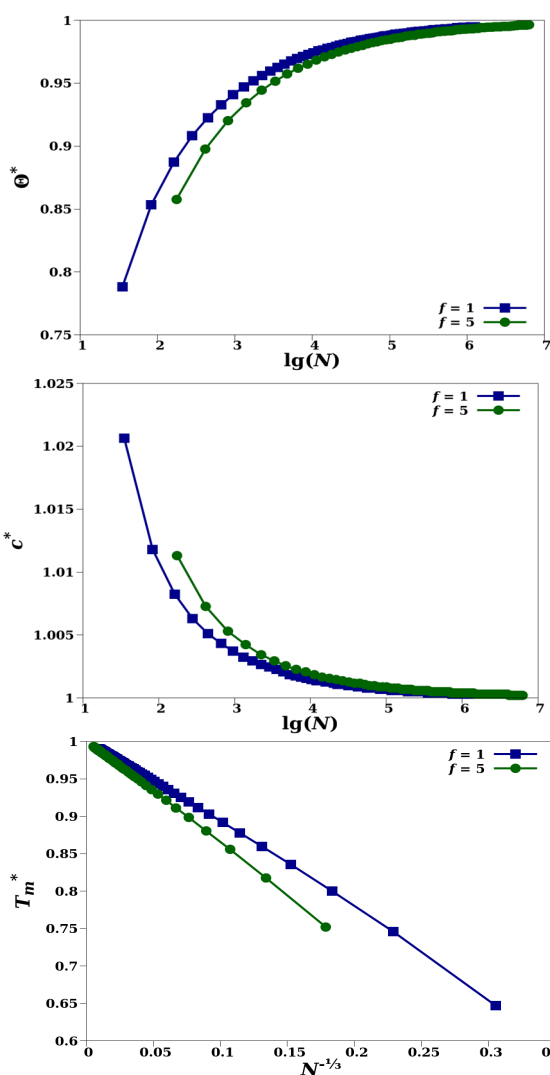 1
0.95
0.9
0.85
0.8
0.75
Θ*
f = 1
f = 5
1 2 3 4 5 6 7
lg(N)
1.025
1.02
1.015
1.01
1.005
1
c*
f = 1
f = 5
1 2 3 4 5 6 7
lg(N)
1
0.95
0.9
0.85
0.8
0.75
0.7
0.65
0.6
Tm*
f = 1
f = 5
0 0.05 0.1 0.15 0.2 0.25 0.3 0
N-⅓